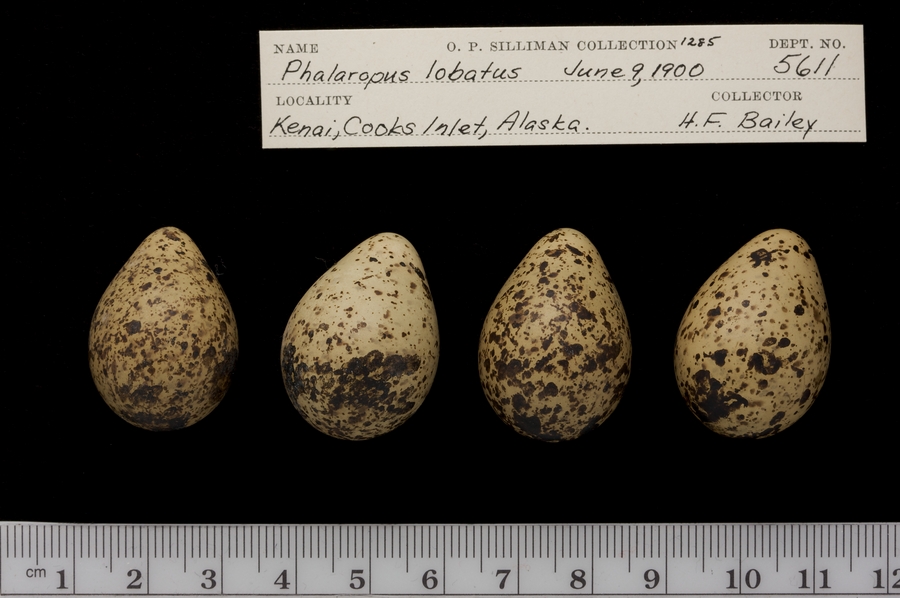 NAME O. P. SILLIMAN COLLECTION 1285 DEPT. NO.
Phalaropus lobatus June 9, 1900 5611
LOCALITY COLLECTOR
Kenai, Cooks Inlet, Alaska. H. F. Bailey
cm 1 2 3 4 5 6 7 8 9 10 11 12